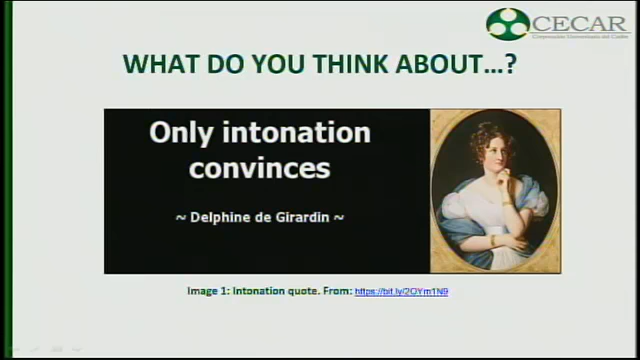 CECAR
WHAT DO YOU THINK ABOUT...?
Only intonation
convinces
~ Delphine de Girardin ~
Image 1: Intonation quote. From: https://bit.ly/2OYm1N9